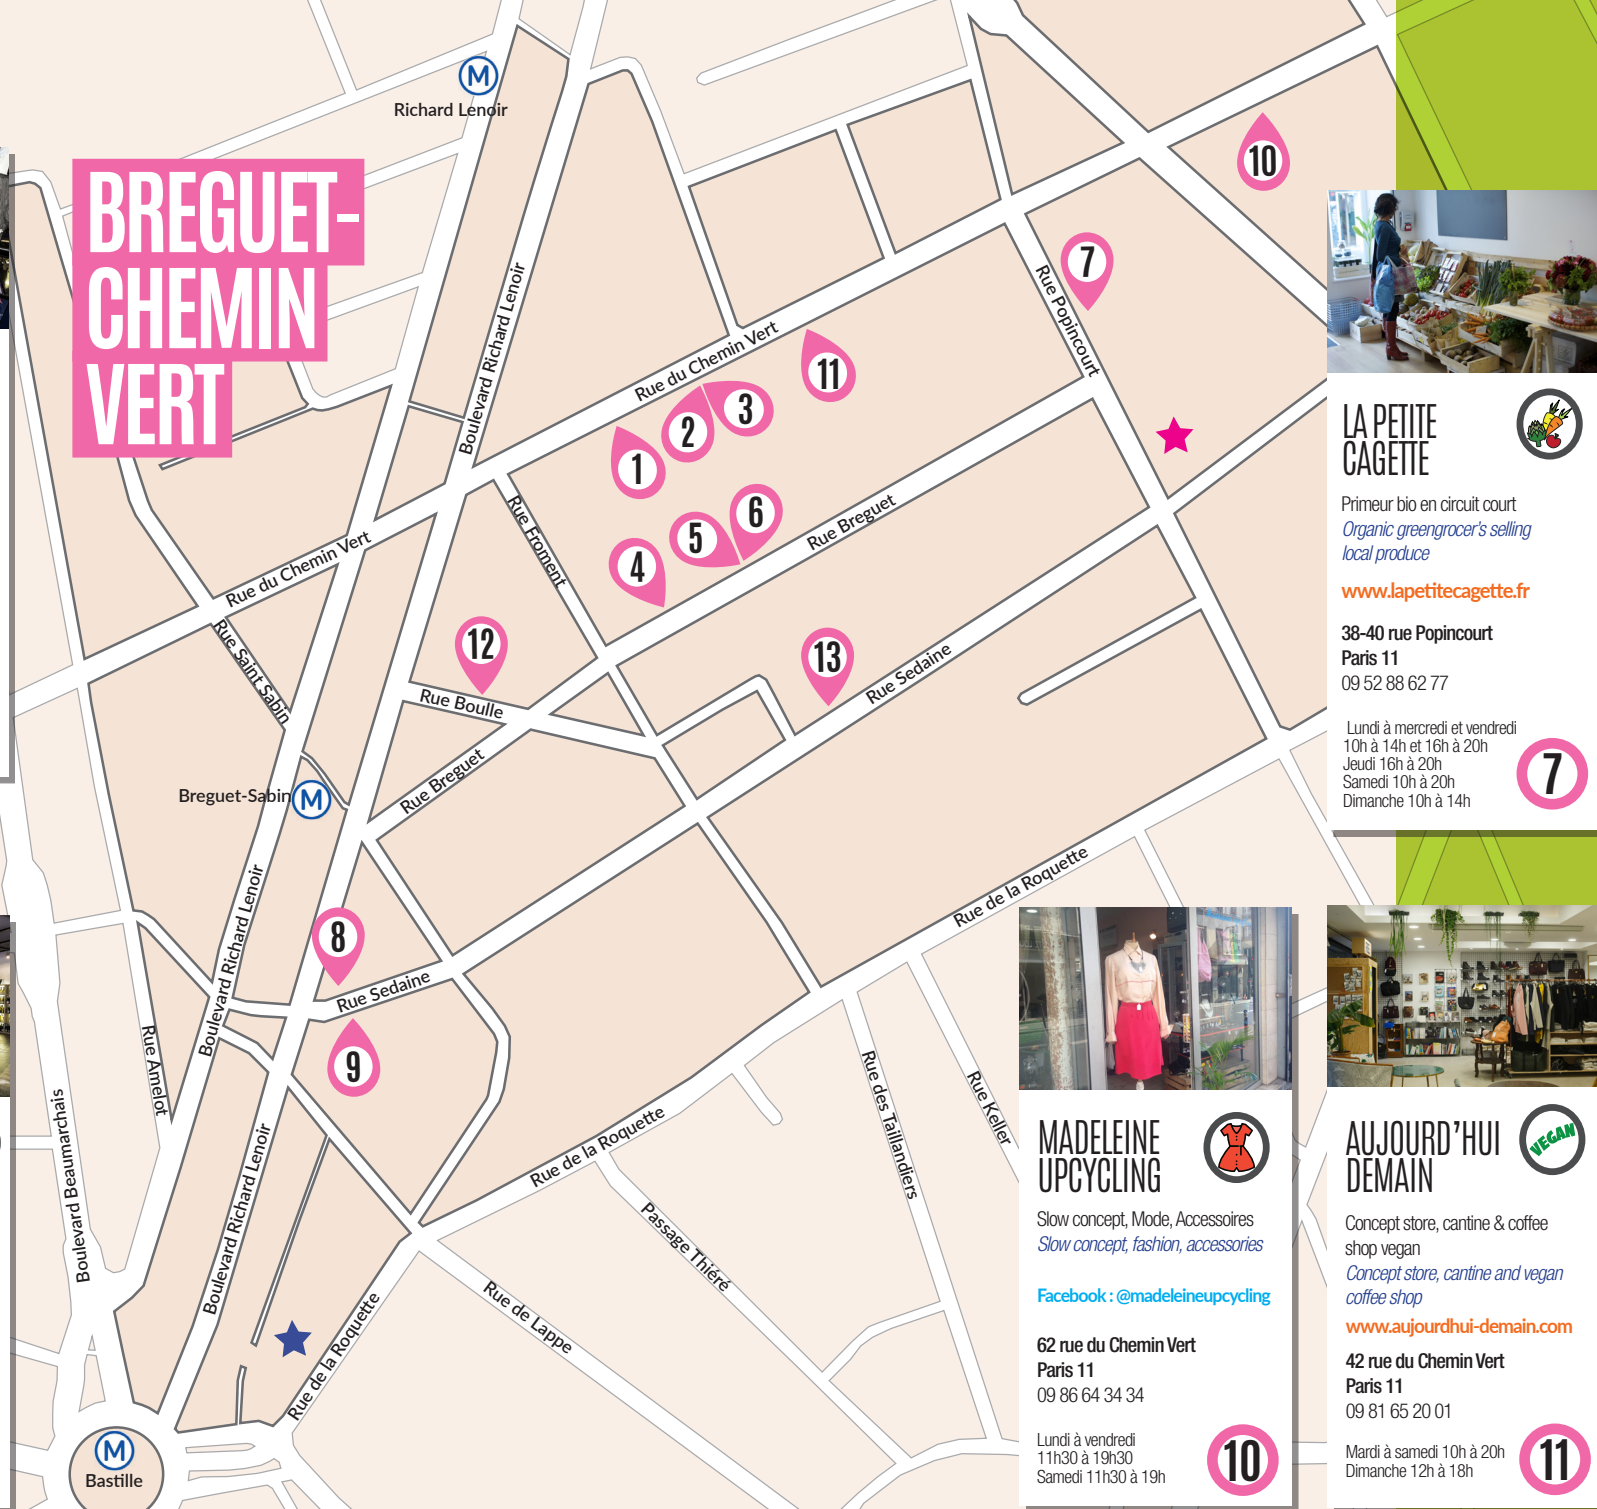 Richard Lenoir
BREGUET-
CHEMIN
VERT
10
7
Boulevard Richard Lenoir
Rue Popincourt
Rue du Chemin Vert
11
3
2
1
Rue Froment
6
5
4
Rue Breguet
Rue du Chemin Vert
Rue Saint Sabin
12
13
Rue Sedaine
Rue Boulle
Rue Breguet
Breguet-Sabin
M
M
Boulevard Richard Lenoir
8
Rue Sedaine
9
Rue Amelot
Boulevard Beaumarchais
Boulevard Richard Lenoir
Rue de la Roquette
Rue de la Roquette
Rue des Taillandiers
Rue Keller
Passage Thiéré
Rue de Lappe
Rue de la Roquette
M
Bastille
LA PETITE
CAGETTE
Primeur bio en circuit court
Organic greengrocer's selling
local produce
www.lapetitecagette.fr
38-40 rue Popincourt
Paris 11
09 52 88 62 77
Lundi à mercredi et vendredi
10h à 14h et 16h à 20h
Jeudi 16h à 20h
Samedi 10h à 20h
Dimanche 10h à 14h
7
MADELEINE
UPCYCLING
Slow concept, Mode, Accessoires
Slow concept, fashion, accessories
Facebook : @madeleineupcycling
62 rue du Chemin Vert
Paris 11
09 86 64 34 34
Lundi à vendredi
11h30 à 19h30
Samedi 11h30 à 19h
10
AUJOURD'HUI
DEMAIN
VEGAN
Concept store, cantine & coffee
shop vegan
Concept store, cantine and vegan
coffee shop
www.aujourdhui-demain.com
42 rue du Chemin Vert
Paris 11
09 81 65 20 01
Mardi à samedi 10h à 20h
Dimanche 12h à 18h
11